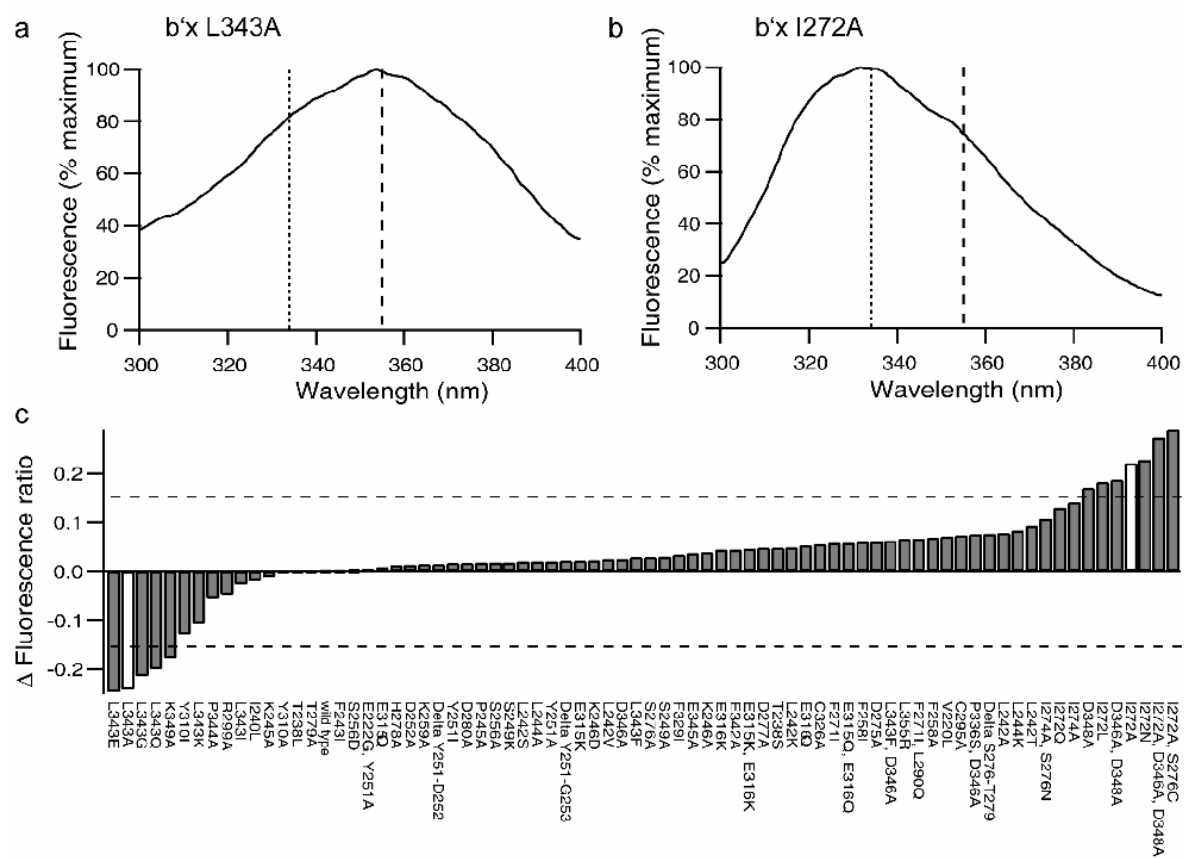 a
b'x L343A
100
80
60
40
20
0
Fluorescence (% maximum)
300 320 340 360 380 400
Wavelength (nm)
b
b'x I272A
100
80
60
40
20
0
Fluorescence (% maximum)
300 320 340 360 380 400
Wavelength (nm)
c
0.2
0.1
0.0
-0.1
-0.2
Δ Fluorescence ratio
L343E
L343A
L343G
L343Q
K349A
Y310I
L343K
P344A
R299A
L343I
I240L
K245A
Y310A
T238L
T279A
wild type
F243I
S256D
E222G, Y251A
E315Q
H278A
D252A
K289A
Delta Y251-D252
Y251I
D280A
P245A
S256A
S249K
L242S
L244A
Y251A
Delta Y251-G253
E315K
K246D
L242V
D346A
L343F
S276A
S249A
F329I
E345A
K246A
E316K
F342A
E315K, E316K
D277A
T238S
L242K
E316Q
C326A
F271I
E315Q, E316Q
F258I
D275A
L343F, D346A
L355R
F271I, L290Q
F258A
V220L
C295A
P336S, D346A
Delta S276-T279
L242A
L244K
L242T
I274A, S276N
I272Q
I274A
D348A
I272L
D346A, D348A
I272A
I272N
I272A, D346A, D348A
I272A, S276C